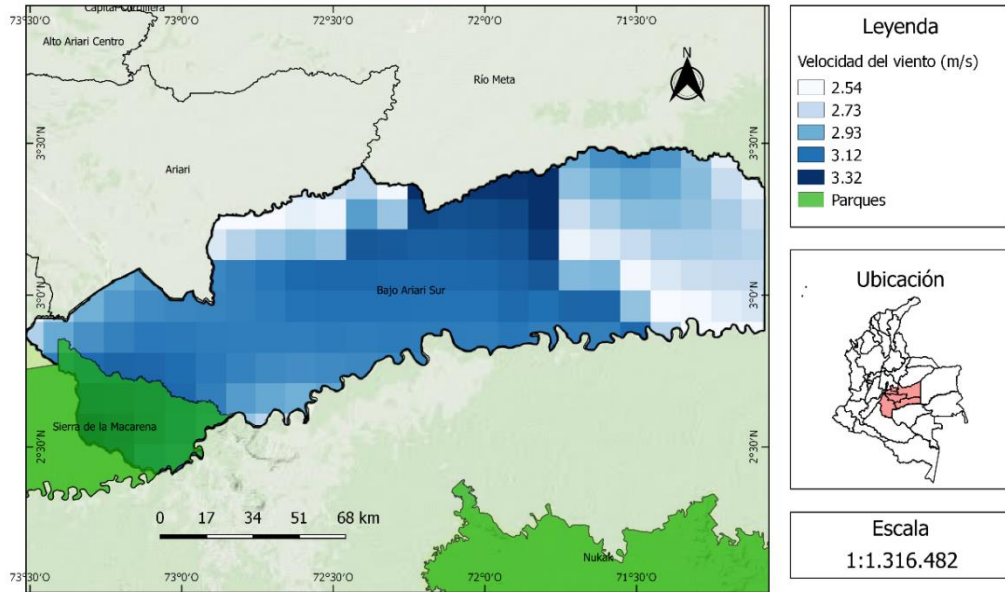 73°30'W 73°0'W 72°30'W 72°0'W 71°30'W
Capital Cordillera
Alto Ariari Centro
Río Meta
N
3°30'N 3°30'N
Ariari
Bajo Ariari Sur
3°0'N 3°0'N
Sierra de la Macarena
2°30'N 2°30'N
0 17 34 51 68 km
Nukak
73°30'W 73°0'W 72°30'W 72°0'W 71°30'W
Leyenda
Velocidad del viento (m/s)
2.54
2.73
2.93
3.12
3.32
Parques
Ubicación
Escala
1:1.316.482